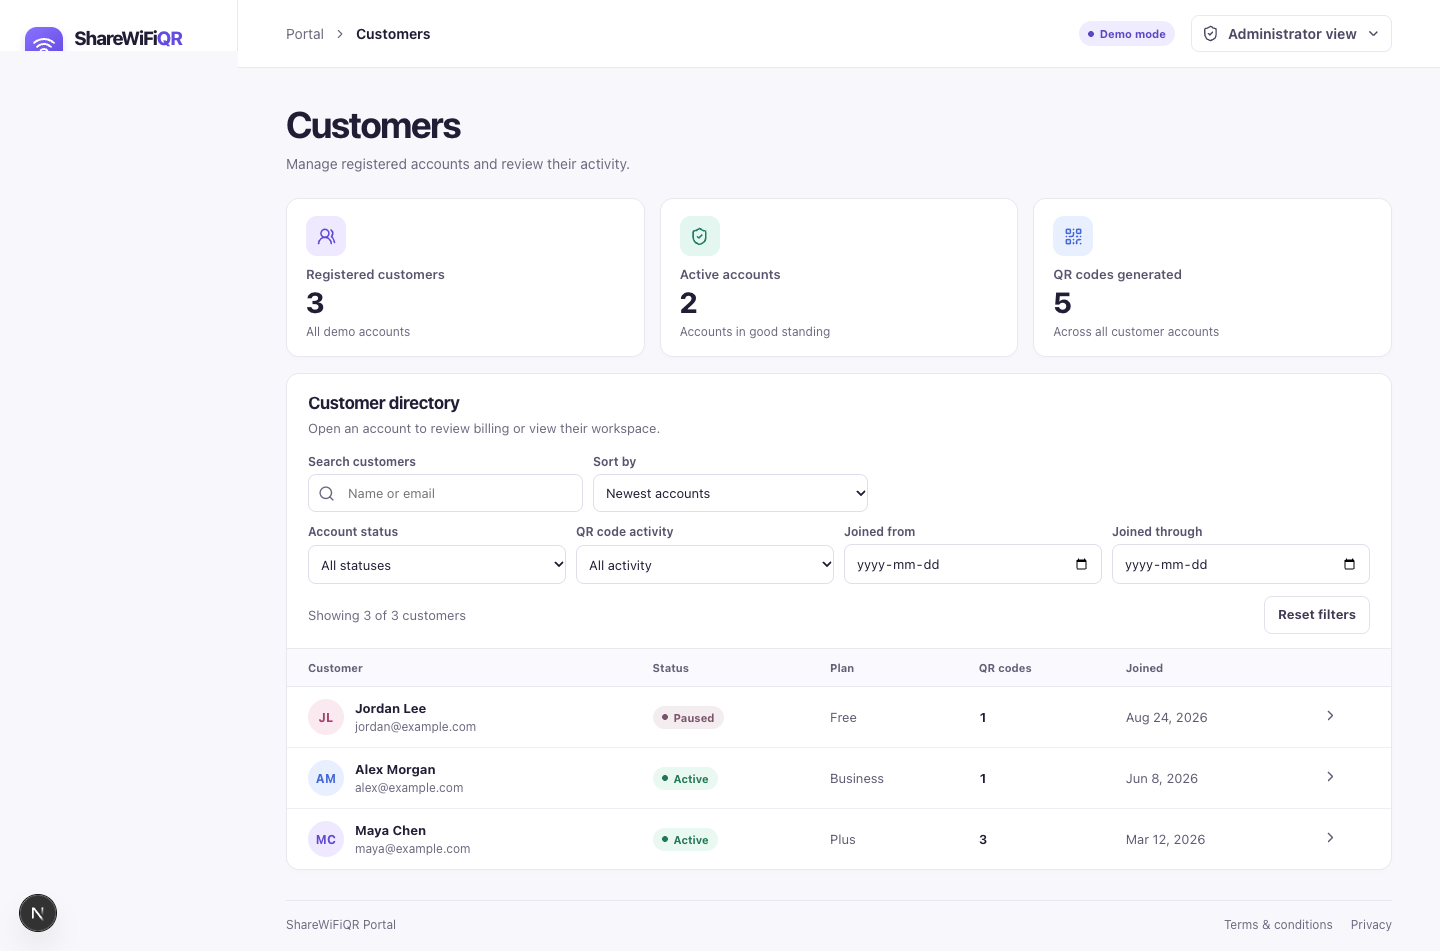 ShareWiFiQR
Portal > Customers
Demo mode
Administrator view
Customers
Manage registered accounts and review their activity.
Registered customers
3
All demo accounts
Active accounts
2
Accounts in good standing
QR codes generated
5
Across all customer accounts
Customer directory
Open an account to review billing or view their workspace.
Search customers
Name or email
Sort by
Newest accounts
Account status
All statuses
QR code activity
All activity
Joined from
yyyy-mm-dd
Joined through
yyyy-mm-dd
Showing 3 of 3 customers
Reset filters
Customer Status Plan QR codes Joined
JL Jordan Lee Paused Free 1 Aug 24, 2026
jordan@example.com
AM Alex Morgan Active Business 1 Jun 8, 2026
alex@example.com
MC Maya Chen Active Plus 3 Mar 12, 2026
maya@example.com
N
ShareWiFiQR Portal
Terms & conditions Privacy